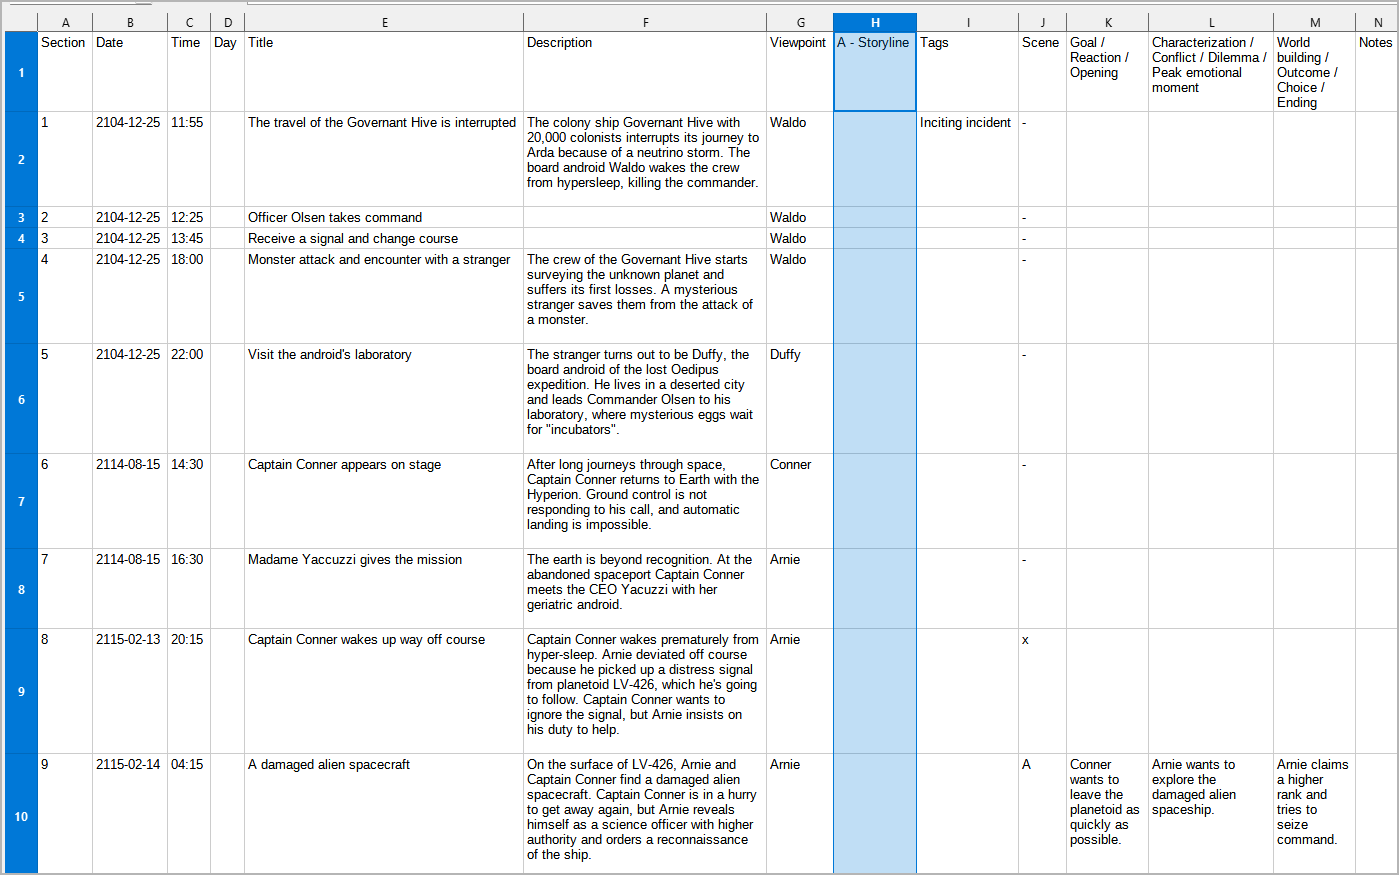 A B C D E F G H I J K L M N
Section Date Time Day Title Description Viewpoint A - Storyline Tags Scene Goal / Reaction / Opening Characterization / Conflict / Dilemma / Peak emotional moment World building / Outcome / Choice / Ending Notes
1
1 2104-12-25 11:55 The travel of the Governant Hive is interrupted
The colony ship Governant Hive with
20,000 colonists interrupts its journey to
Arda because of a neutrino storm. The
board android Waldo wakes the crew
from hypersleep, killing the commander.
Waldo Inciting incident -
2
3 2 2104-12-25 12:25 Officer Olsen takes command Waldo -
4 3 2104-12-25 13:45 Receive a signal and change course Waldo -
4 2104-12-25 18:00 Monster attack and encounter with a stranger
The crew of the Governant Hive starts
surveying the unknown planet and
suffers its first losses. A mysterious
stranger saves them from the attack of
a monster.
Waldo -
5
5 2104-12-25 22:00 Visit the android's laboratory
The stranger turns out to be Duffy, the
board android of the lost Oedipus
expedition. He lives in a deserted city
and leads Commander Olsen to his
laboratory, where mysterious eggs wait
for "incubators".
Duffy -
6
6 2114-08-15 14:30 Captain Conner appears on stage
After long journeys through space,
Captain Conner returns to Earth with the
Hyperion. Ground control is not
responding to his call, and automatic
landing is impossible.
Conner -
7
7 2114-08-15 16:30 Madame Yaccuzzi gives the mission
The earth is beyond recognition. At the
abandoned spaceport Captain Conner
meets the CEO Yacuzzi with her
geriatric android.
Arnie -
8
8 2115-02-13 20:15 Captain Conner wakes up way off course
Captain Conner wakes prematurely from
hyper-sleep. Arnie deviated off course
because he picked up a distress signal
from planetoid LV-426, which he's going
to follow. Captain Conner wants to
ignore the signal, but Arnie insists on
his duty to help.
Arnie x
9
9 2115-02-14 04:15 A damaged alien spacecraft
On the surface of LV-426, Arnie and
Captain Conner find a damaged alien
spacecraft. Captain Conner is in a hurry
to get away again, but Arnie reveals
himself as a science officer with higher
authority and orders a reconnaissance
of the ship.
Arnie A
Conner
wants to
leave the
planetoid as
quickly as
possible.
Arnie wants to
explore the
damaged alien
spaceship.
Arnie claims
a higher
rank and
tries to
seize
command.
10